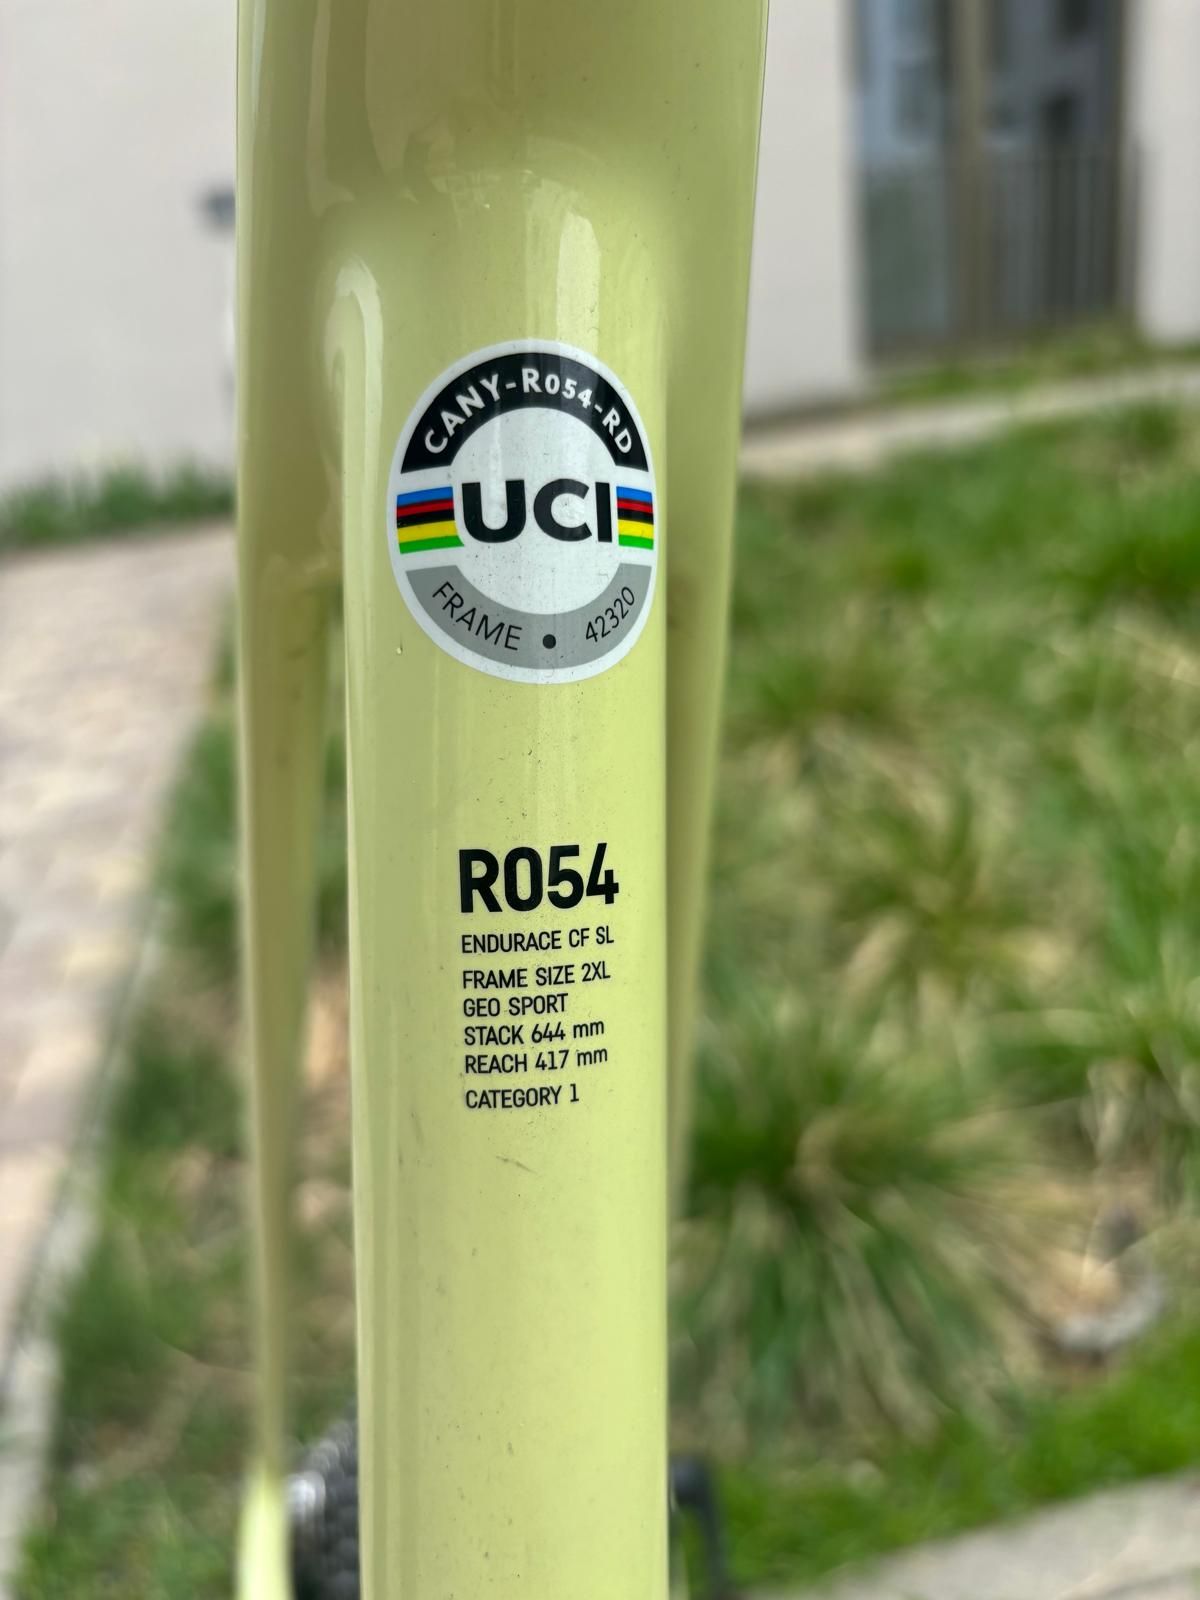 CANY-R054-RD
UCI
FRAME • 42320
R054
ENDURACE CF SL
FRAME SIZE 2XL
GEO SPORT
STACK 644 mm
REACH 417 mm
CATEGORY 1